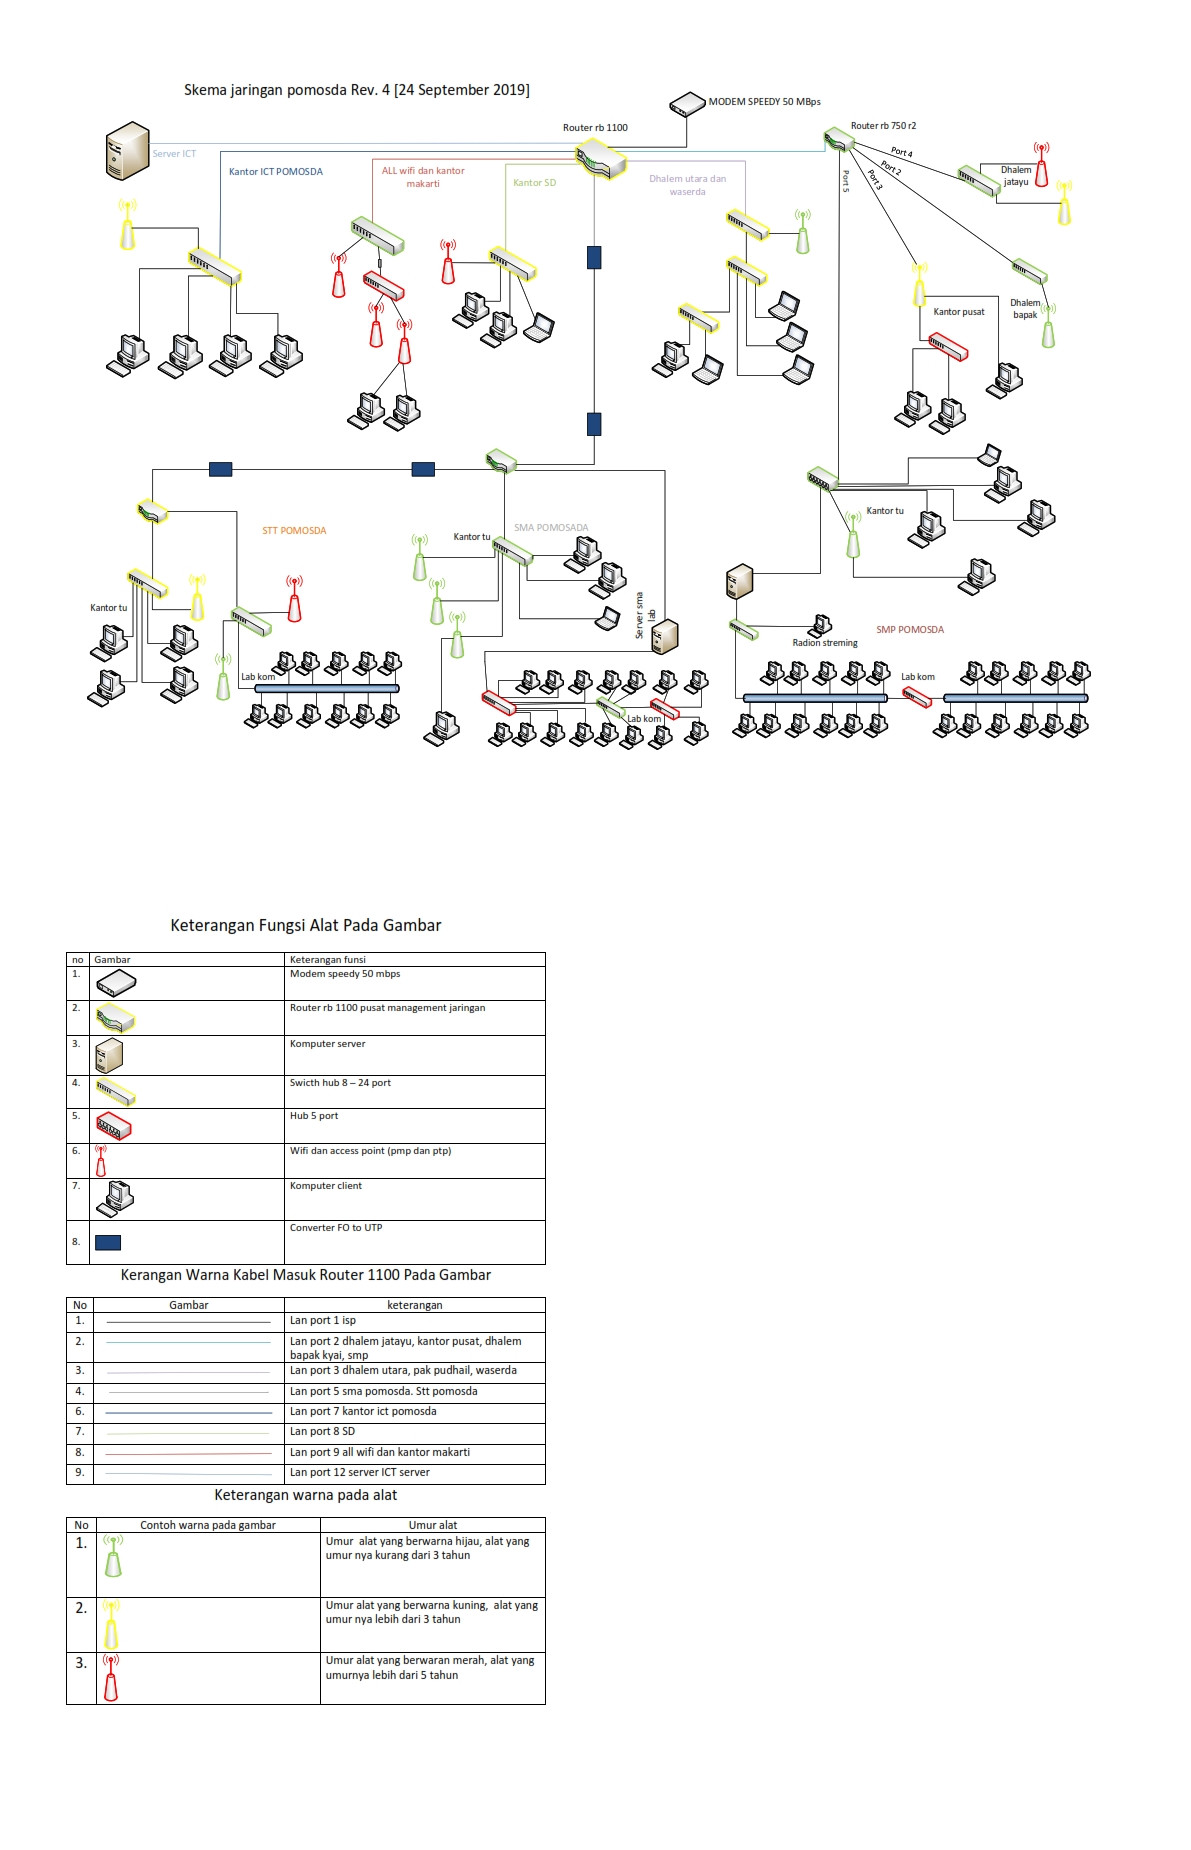 Skema jaringan pomosda Rev. 4 [24 September 2019]
MODEM SPEEDY 50 MBps
Router rb 1100
Router rb 750 r2
Server ICT
Kantor ICT POMOSDA
ALL wifi dan kantor
makarti
Kantor SD
Dhalem utara dan
waserda
Port 4
Port 2
Port 3
Port 5
Dhalem
jatayu
Dhalem
bapak
Kantor pusat
STT POMOSDA
SMA POMOSADA
Kantor tu
Kantor tu
Kantor tu
Server sma
lab
Radion streming
SMP POMOSDA
Lab kom
Lab kom
Lab kom
Keterangan Fungsi Alat Pada Gambar
no Gambar Keterangan funsi
1. Modem speedy 50 mbps
2. Router rb 1100 pusat management jaringan
3. Komputer server
4. Swicth hub 8 – 24 port
5. Hub 5 port
6. Wifi dan access point (pmp dan ptp)
7. Komputer client
8. Converter FO to UTP
Kerangan Warna Kabel Masuk Router 1100 Pada Gambar
No Gambar keterangan
1. Lan port 1 isp
2. Lan port 2 dhalem jatayu, kantor pusat, dhalem
bapak kyai, smp
3. Lan port 3 dhalem utara, pak pudhail, waserda
4. Lan port 5 sma pomosda. Stt pomosda
6. Lan port 7 kantor ict pomosda
7. Lan port 8 SD
8. Lan port 9 all wifi dan kantor makarti
9. Lan port 12 server ICT server
Keterangan warna pada alat
No Contoh warna pada gambar Umur alat
1. Umur alat yang berwarna hijau, alat yang
umur nya kurang dari 3 tahun
2. Umur alat yang berwarna kuning, alat yang
umur nya lebih dari 3 tahun
3. Umur alat yang berwaran merah, alat yang
umurnya lebih dari 5 tahun